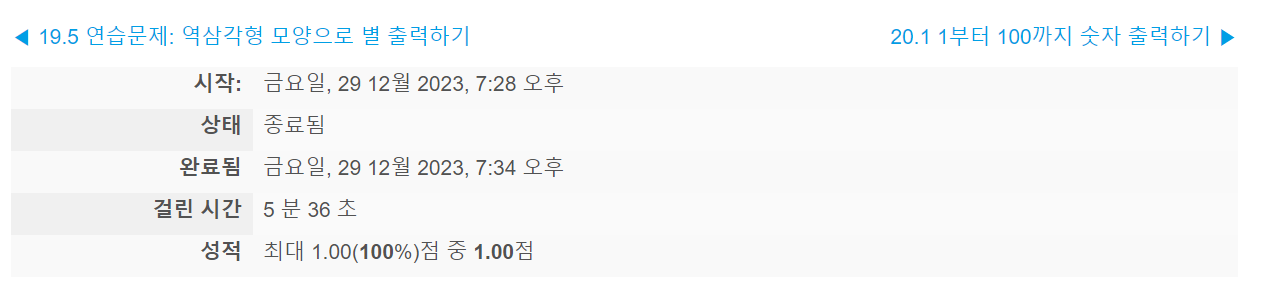 ◀ 19.5 연습문제: 역삼각형 모양으로 별 출력하기 20.1 1부터 100까지 숫자 출력하기 ▶
시작: 금요일, 29 12월 2023, 7:28 오후
상태 종료됨
완료됨 금요일, 29 12월 2023, 7:34 오후
걸린 시간 5 분 36 초
성적 최대 1.00(100%)점 중 1.00점